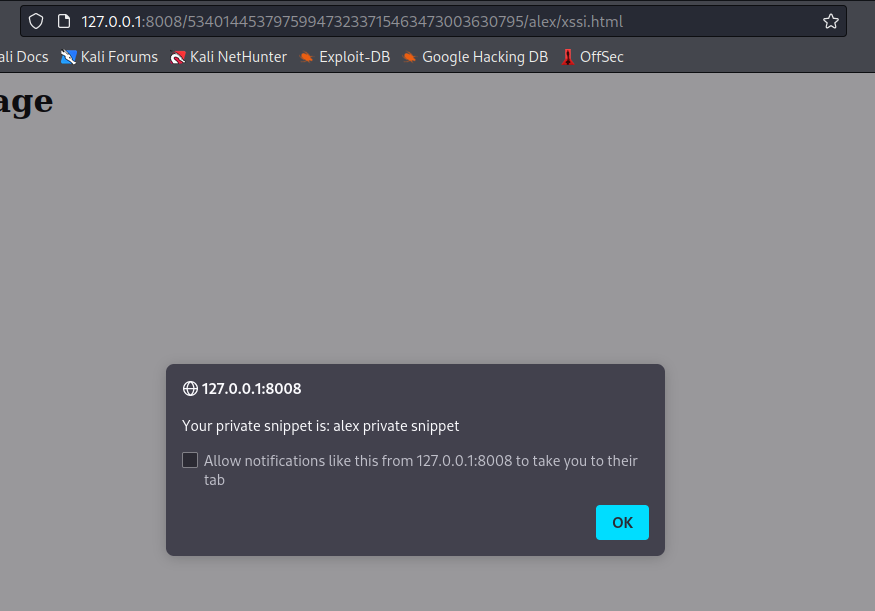 127.0.0.1:8008/534014453797599473233715463473003630795/alex/xssi.html
ali Docs Kali Forums Kali NetHunter Exploit-DB Google Hacking DB OffSec
age
127.0.0.1:8008
Your private snippet is: alex private snippet
Allow notifications like this from 127.0.0.1:8008 to take you to their
tab
OK